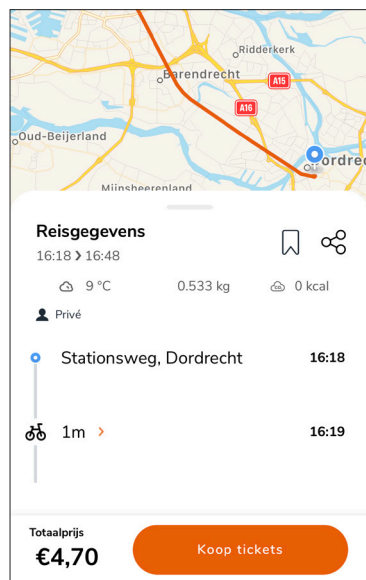 Ridderkerk
Barendrecht
A15
A16
Oud-Beijerland
Dordrec
Mijnsheerenland
Reisgegevens
16:18 > 16:48
9 °C
0.533 kg
0 kcal
Privé
Stationsweg, Dordrecht
16:18
1m >
16:19
Totaalprijs
€4,70
Koop tickets